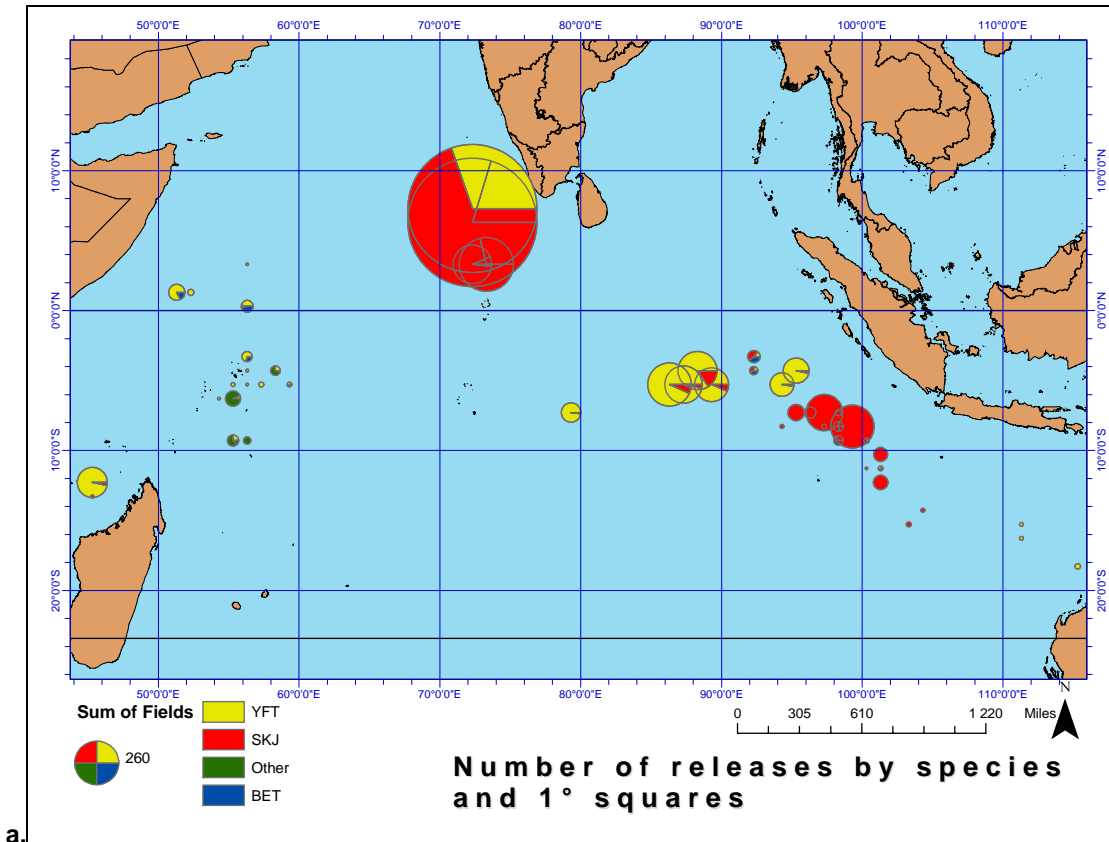 50°0'0"E 60°0'0"E 70°0'0"E 80°0'0"E 90°0'0"E 100°0'0"E 110°0'0"E
10°0'0"N 10°0'0"N
0°0'0"N 0°0'0"N
10°0'0"S 10°0'0"S
20°0'0"S 20°0'0"S
50°0'0"E 60°0'0"E 70°0'0"E 80°0'0"E 90°0'0"E 100°0'0"E 110°0'0"E
N
Sum of Fields
260
YFT
SKJ
Other
BET
0 305 610 1 220 Miles
Number of releases by species
and 1° squares
a.